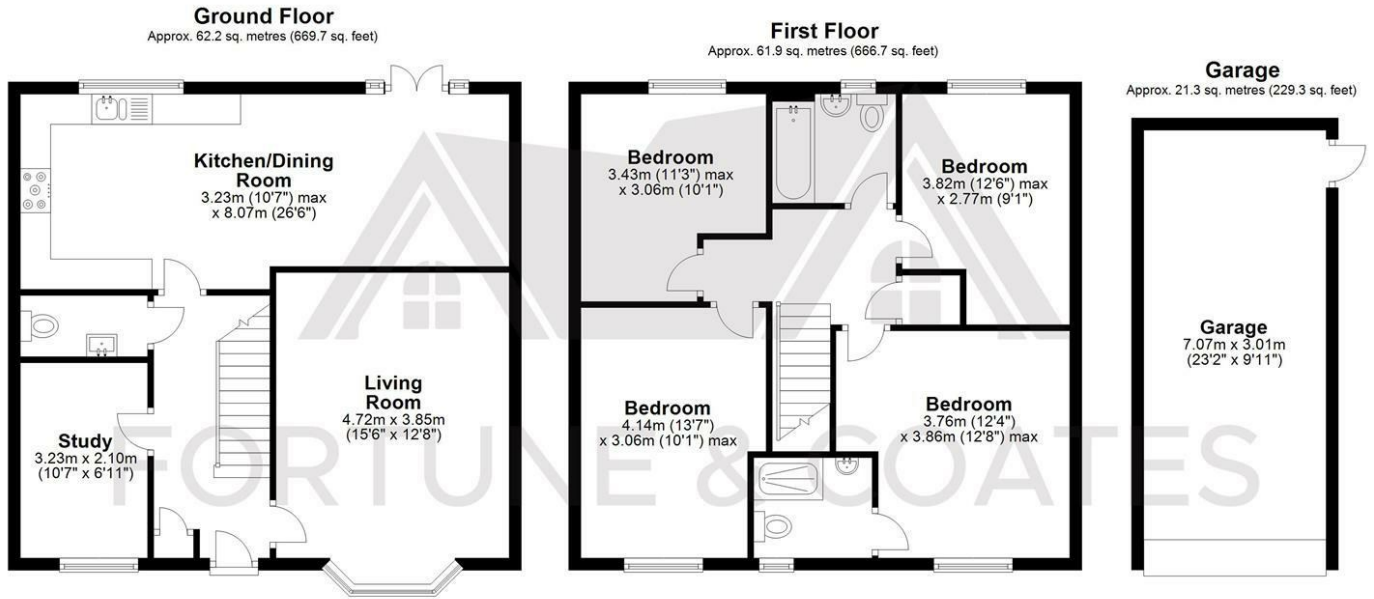 Ground Floor
Approx. 62.2 sq. metres (669.7 sq. feet)
Kitchen/Dining
Room
3.23m (10'7") max
x 8.07m (26'6")
Living
Room
4.72m x 3.85m
(15'6" x 12'8")
Study
3.23m x 2.10m
(10'7" x 6'11")
First Floor
Approx. 61.9 sq. metres (666.7 sq. feet)
Bedroom
3.43m (11'3") max
x 3.06m (10'1")
Bedroom
3.82m (12'6") max
x 2.77m (9'1")
Bedroom
4.14m (13'7")
x 3.06m (10'1") max
Bedroom
3.76m (12'4")
x 3.86m (12'8") max
Garage
Approx. 21.3 sq. metres (229.3 sq. feet)
Garage
7.07m x 3.01m
(23'2" x 9'11")
FORTUNE & COATES